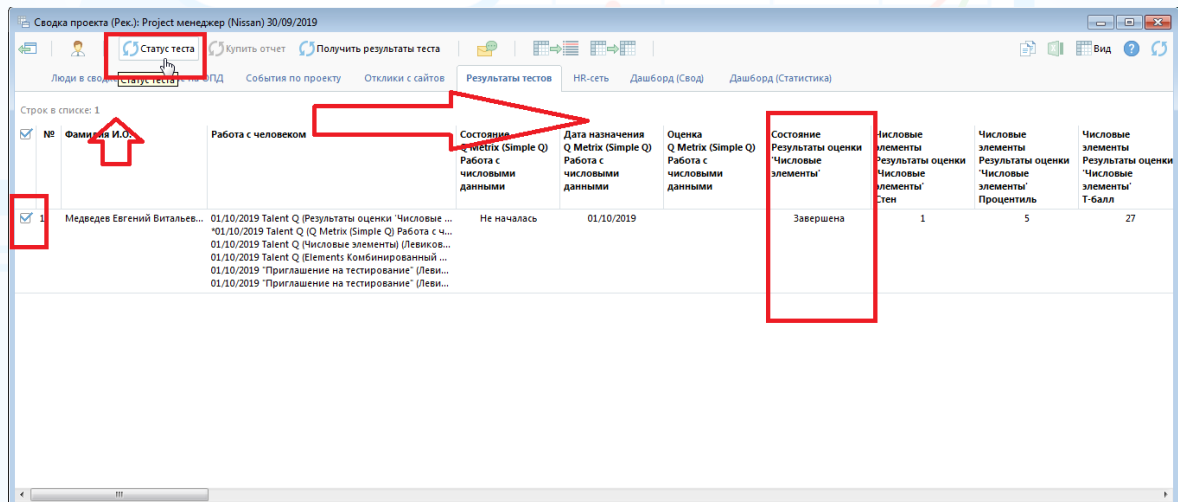 Сводка проекта (Рек.): Project менеджер (Nissan) 30/09/2019
Статус теста Купить отчет Получить результаты теста Вид
Люди в свод ПД События по проекту Отклики с сайтов Результаты тестов HR-сеть Дашборд (Свод) Дашборд (Статистика)
Статус теста
Строк в списке: 1
№ Фамилия И.О. Работа с человеком
Состояние
Q Metrix (Simple Q)
Работа с
числовыми
данными
Дата назначения
Q Metrix (Simple Q)
Работа с
числовыми
данными
Оценка
Q Metrix (Simple Q)
Работа с
числовыми
данными
Состояние
Результаты оценки
'Числовые
элементы'
Числовые
элементы
Результаты оценки
'Числовые
элементы'
Стен
Числовые
элементы
Результаты оценки
'Числовые
элементы'
Процентиль
Числовые
элементы
Результаты оценки
'Числовые
элементы'
Т-балл
1 Медведев Евгений Витальев...
01/10/2019 Talent Q (Результаты оценки 'Числовые ...
*01/10/2019 Talent Q (Q Metrix (Simple Q) Работа с ч...
01/10/2019 Talent Q (Числовые элементы) (Левиков...
01/10/2019 Talent Q (Elements Комбинированный ...
01/10/2019 "Приглашение на тестирование" (Леви...
01/10/2019 "Приглашение на тестирование" (Леви...
Не началась 01/10/2019 Завершена 1 5 27